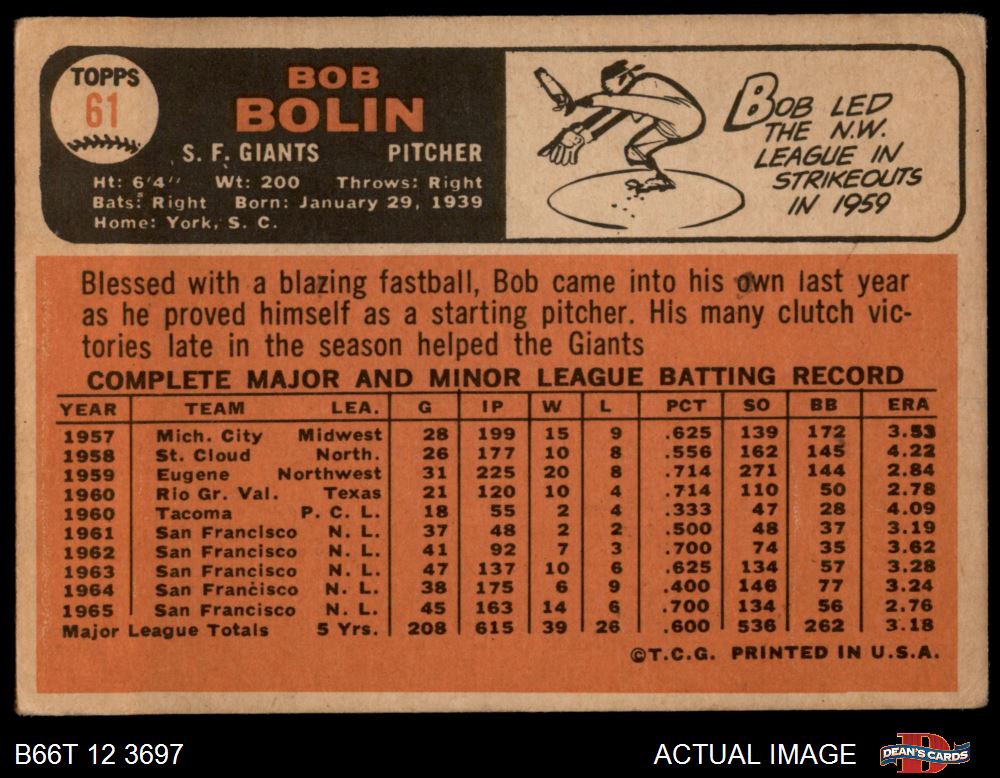 TOPPS
61
BOB
BOLIN
S. F. GIANTS PITCHER
Ht: 6'4" Wt: 200 Throws: Right
Bats: Right Born: January 29, 1939
Home: York, S. C.
BOB LED
THE N.W.
LEAGUE IN
STRIKEOUTS
IN 1959
Blessed with a blazing fastball, Bob came into his own last year
as he proved himself as a starting pitcher. His many clutch vic-
tories late in the season helped the Giants
COMPLETE MAJOR AND MINOR LEAGUE BATTING RECORD
YEAR TEAM LEA. G IP W L PCT SO BB ERA
1957 Mich. City Midwest 28 199 15 9 .625 139 172 3.53
1958 St. Cloud North. 26 177 10 8 .556 162 145 4.22
1959 Eugene Northwest 31 225 20 8 .714 271 144 2.84
1960 Rio Gr. Val. Texas 21 120 10 4 .714 110 50 2.78
1960 Tacoma P. C. L. 18 55 2 4 .333 47 28 4.09
1961 San Francisco N. L. 37 48 2 2 .500 48 37 3.19
1962 San Francisco N. L. 41 92 7 3 .700 74 35 3.62
1963 San Francisco N. L. 47 137 10 6 .625 134 57 3.28
1964 San Francisco N. L. 38 175 6 9 .400 146 77 3.24
1965 San Francisco N. L. 45 163 14 6 .700 134 56 2.76
Major League Totals 5 Yrs. 208 615 39 26 .600 536 262 3.18
©T.C.G. PRINTED IN U.S.A.
B66T 12 3697 ACTUAL IMAGE DEAN'S CARDS